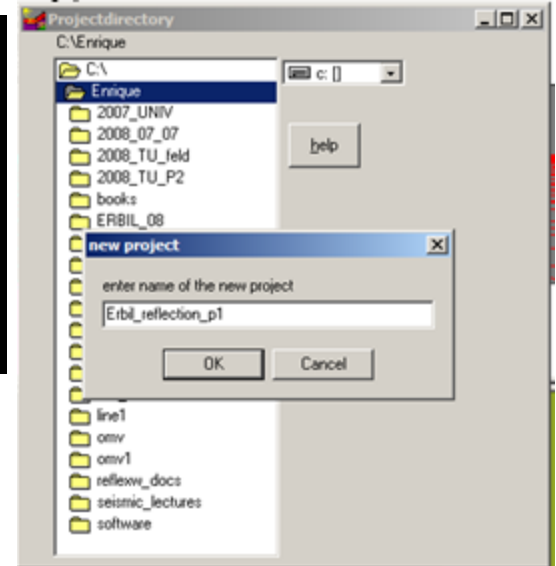 Projectdirectory
C:\Enrique
C:\
c: []
Enrique
2007_UNIV
2008_07_07
help
2008_TU_feld
2008_TU_P2
books
ERBIL_08
new project
enter name of the new project
Erbil_reflection_p1
OK
Cancel
line1
omv
omv1
reflexw_docs
seismic_lectures
software